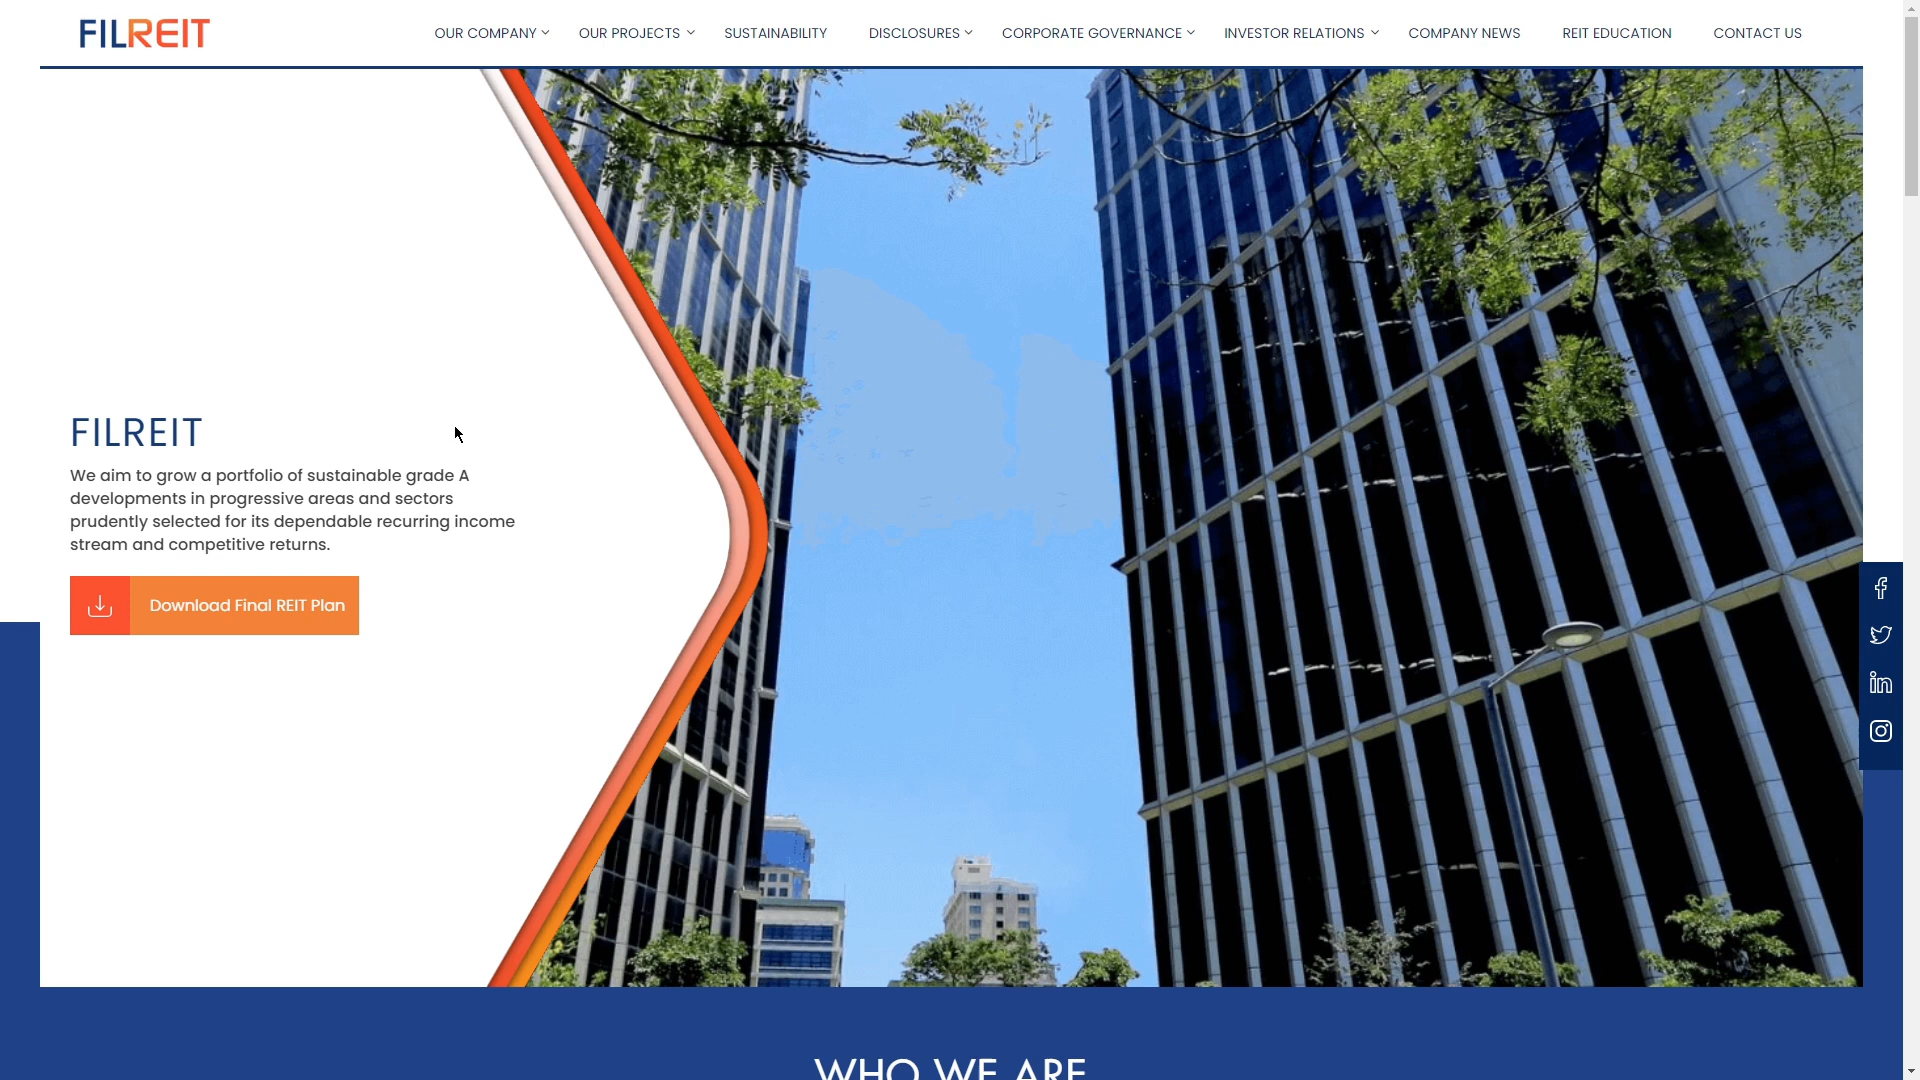 FILREIT
OUR COMPANY
OUR PROJECTS
SUSTAINABILITY
DISCLOSURES
CORPORATE GOVERNANCE
INVESTOR RELATIONS
COMPANY NEWS
REIT EDUCATION
CONTACT US
FILREIT
We aim to grow a portfolio of sustainable grade A
developments in progressive areas and sectors
prudently selected for its dependable recurring income
stream and competitive returns.
Download Final REIT Plan
WHO WE ARE